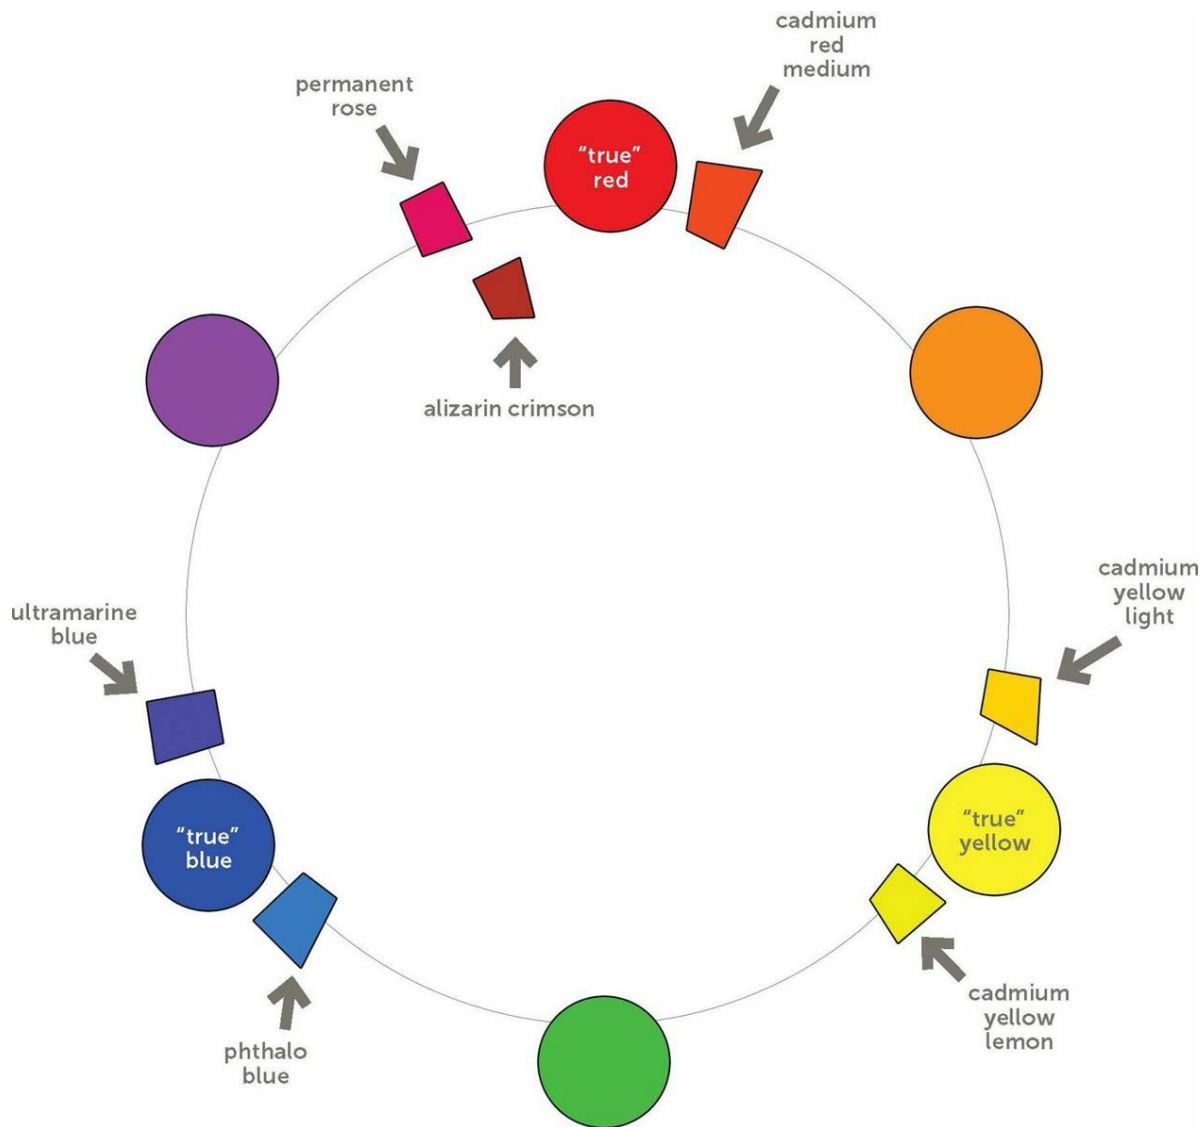 cadmium
red
medium
permanent
rose
“true”
red
alizarin crimson
cadmium
yellow
light
ultramarine
blue
“true”
blue
“true”
yellow
cadmium
yellow
lemon
phthalo
blue